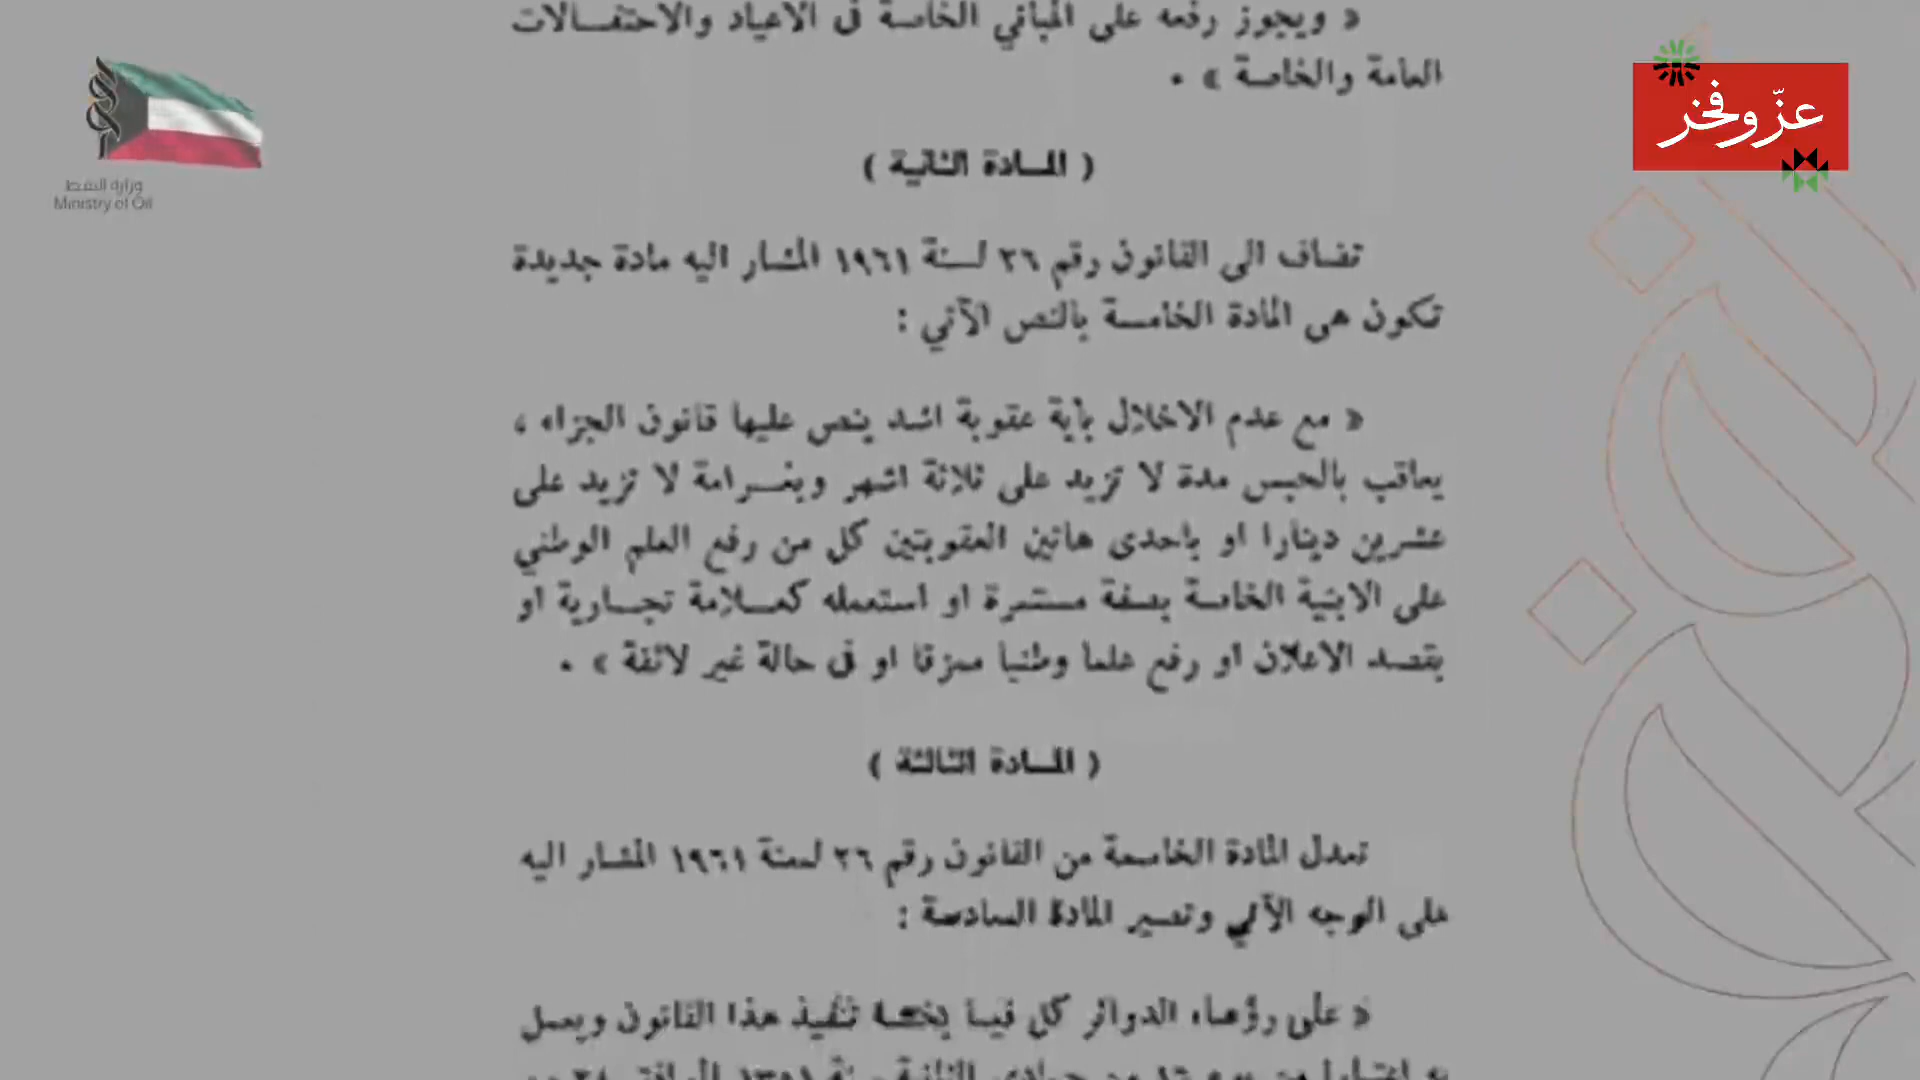 « ويجوز رفعه على المباني الخاصة فى الاعياد والاحتفالات
العامة والخاصة » .
عزّ وفخر
وزارة النفط
Ministry of Oil
( المادة الثانية )
تضاف الى القانون رقم ٢٦ لسنة ١٩٦١ المشار اليه مادة جديدة
تكون هى المادة الخامسة بالنص الآتي :
« مع عدم الاخلال بأية عقوبة اشد ينص عليها قانون الجزاء ،
يعاقب بالحبس مدة لا تزيد على ثلاثة اشهر وبغرامة لا تزيد على
عشرين دينارا او باحدى هاتين العقوبتين كل من رفع العلم الوطني
على الابنية الخاصة بصفة مستمرة او استعمله كعلامة تجارية او
بقصد الاعلان او رفع علما وطنيا ممزقا او فى حالة غير لائقة » .
( المادة الثالثة )
تعدل المادة الخامسة من القانون رقم ٢٦ لسنة ١٩٦١ المشار اليه
على الوجه الآتي وتصير المادة السادسة :
« على رؤساء الدوائر كل فيما يخصه تنفيذ هذا القانون ويعمل